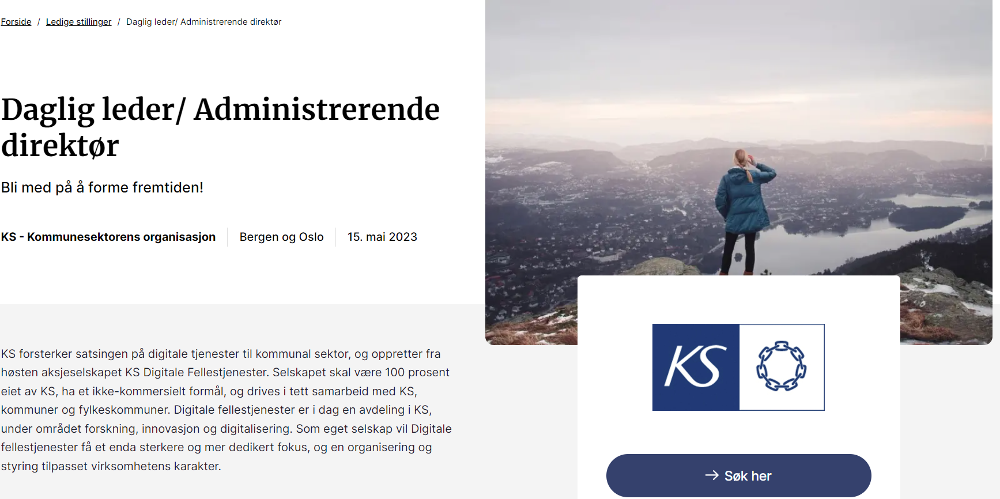 Forside / Ledige stillinger / Daglig leder/ Administrerende direktør
Daglig leder/ Administrerende
direktør
Bli med på å forme fremtiden!
KS - Kommunesektorens organisasjon
Bergen og Oslo
15. mai 2023
KS forsterker satsingen på digitale tjenester til kommunal sektor, og oppretter fra
høsten aksjeselskapet KS Digitale Fellestjenester. Selskapet skal være 100 prosent
eiet av KS, ha et ikke-kommersielt formål, og drives i tett samarbeid med KS,
kommuner og fylkeskommuner. Digitale fellestjenester er i dag en avdeling i KS,
under området forskning, innovasjon og digitalisering. Som eget selskap vil Digitale
fellestjenester få et enda sterkere og mer dedikert fokus, og en organisering og
styring tilpasset virksomhetens karakter.
KS
→ Søk her